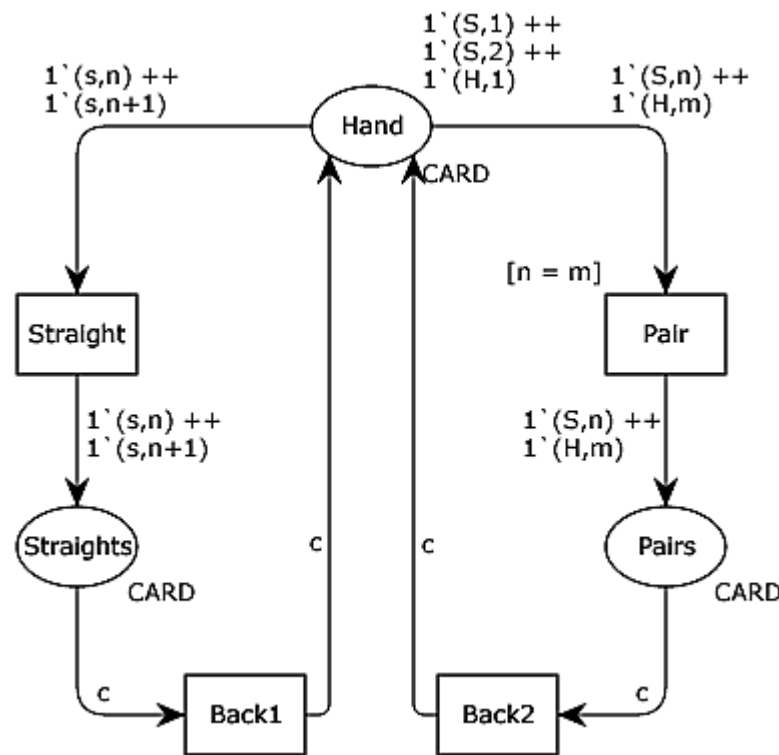 1`(S,1) ++
1`(S,2) ++
1`(H,1)
1`(s,n) ++
1`(s,n+1)
1`(S,n) ++
1`(H,m)
Hand
CARD
[n = m]
Straight
Pair
1`(s,n) ++
1`(s,n+1)
1`(S,n) ++
1`(H,m)
Straights
c
c
Pairs
CARD
CARD
c
Back1
Back2
c